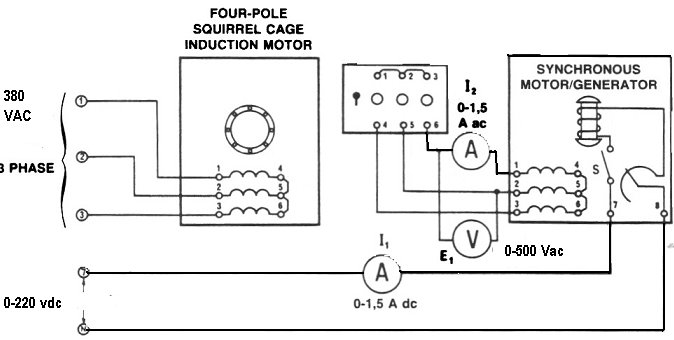 FOUR-POLE
SQUIRREL CAGE
INDUCTION MOTOR
380
VAC
3 PHASE
1
2
3
1 4
2 5
3 6
1 2 3
4 5 6
I2
0-1,5
A ac
A
V
E1
0-500 Vac
SYNCHRONOUS
MOTOR/GENERATOR
S
1 4
2 5
3 6
7 8
I1
A
0-1,5 A dc
0-220 vdc
7
N